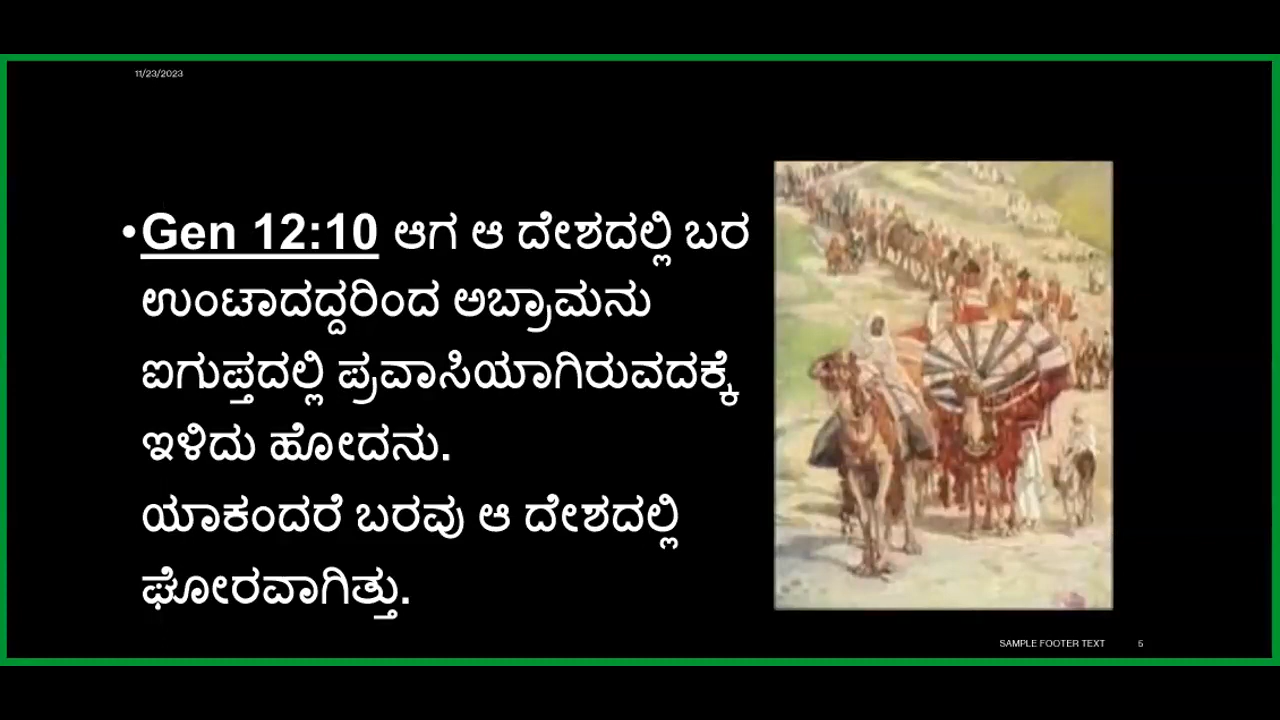 11/23/2023
•Gen 12:10 ಆಗ ಆ ದೇಶದಲ್ಲಿ ಬರ
ಉಂಟಾದದ್ದರಿಂದ ಅಬ್ರಾಮನು
ಐಗುಪ್ತದಲ್ಲಿ ಪ್ರವಾಸಿಯಾಗಿರುವದಕ್ಕೆ
ಇಳಿದು ಹೋದನು.
ಯಾಕಂದರೆ ಬರವು ಆ ದೇಶದಲ್ಲಿ
ಘೋರವಾಗಿತ್ತು.
SAMPLE FOOTER TEXT 5